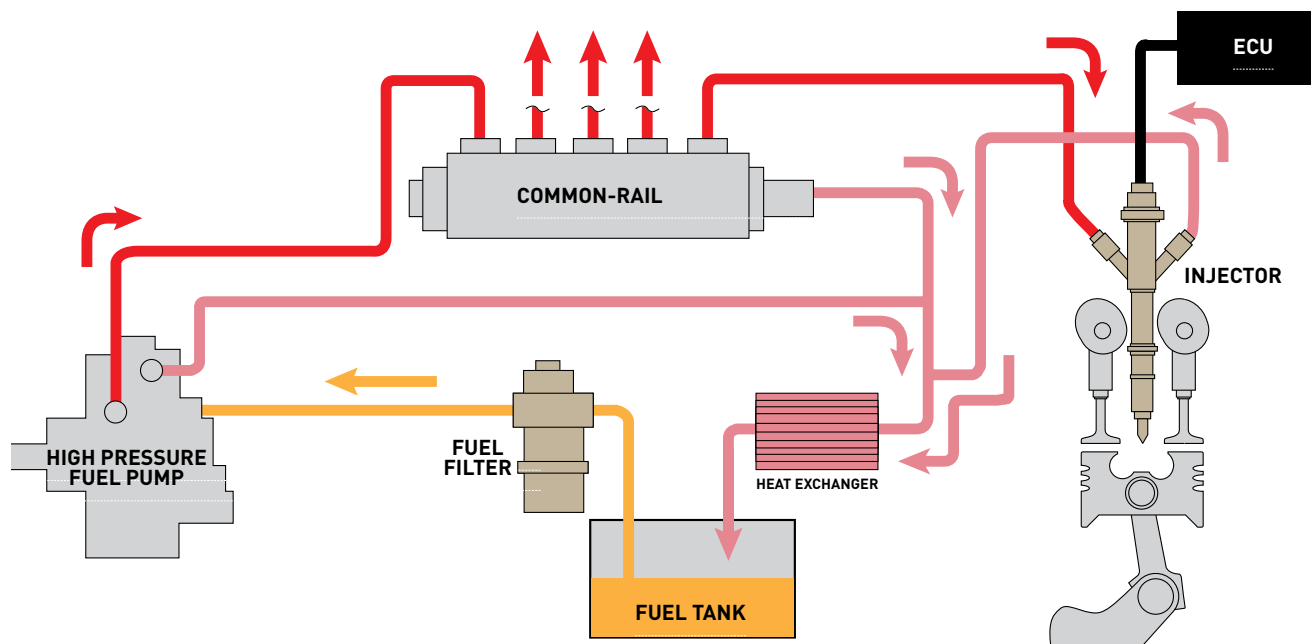 ECU
COMMON-RAIL
INJECTOR
HIGH PRESSURE
FUEL PUMP
FUEL
FILTER
HEAT EXCHANGER
FUEL TANK